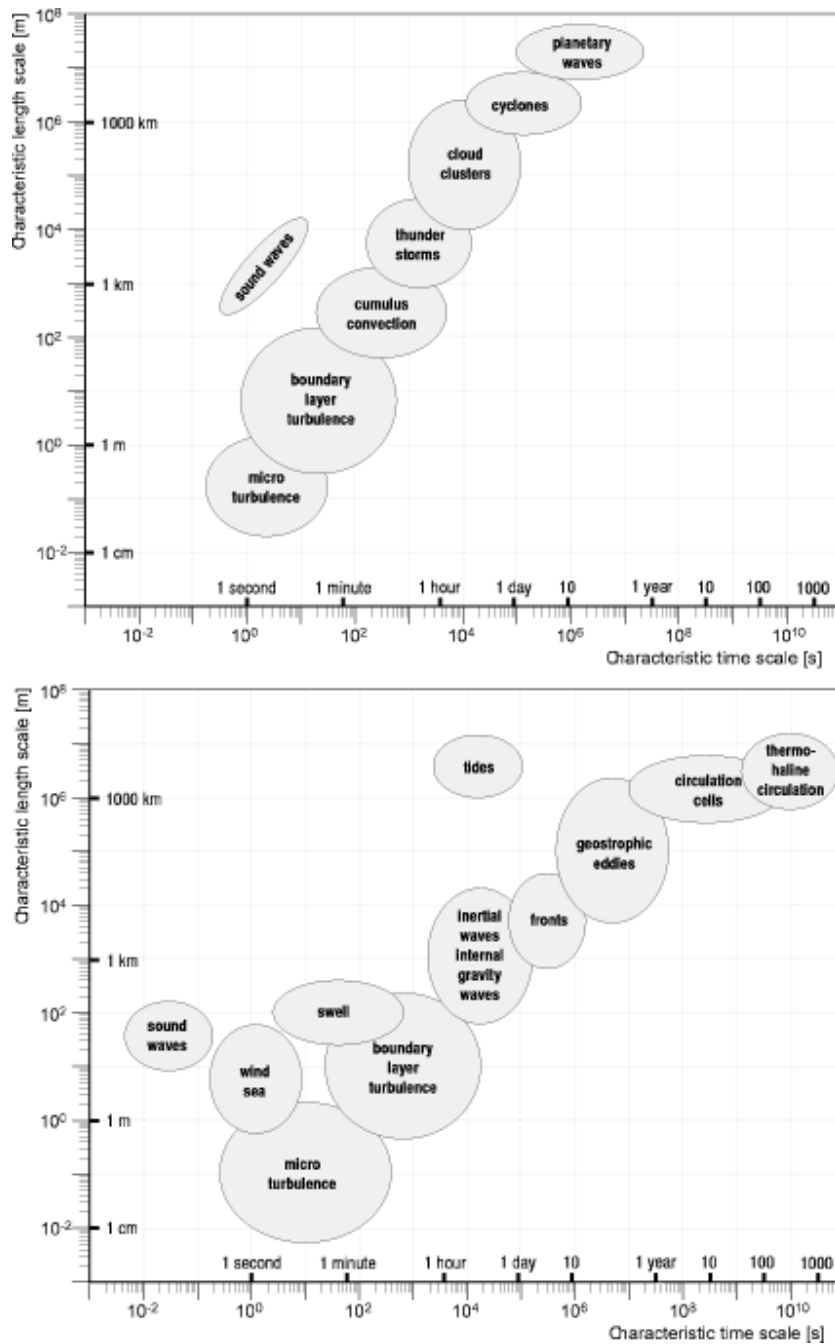 Characteristic length scale [m]
10⁸
10⁶
10⁴
10²
10⁰
10⁻²
1000 km
1 km
1 m
1 cm
planetary
waves
cyclones
cloud
clusters
thunder
storms
sound waves
cumulus
convection
boundary
layer
turbulence
micro
turbulence
1 second
1 minute
1 hour
1 day
10
1 year
10
100
1000
10⁻²
10⁰
10²
10⁴
10⁶
10⁸
10¹⁰
Characteristic time scale [s]
Characteristic length scale [m]
10⁸
10⁶
10⁴
10²
10⁰
10⁻²
1000 km
1 km
1 m
1 cm
tides
thermo-
haline
circulation
circulation
cells
geostrophic
eddies
inertial
waves
internal
gravity
waves
fronts
swell
sound
waves
wind
sea
boundary
layer
turbulence
micro
turbulence
1 second
1 minute
1 hour
1 day
10
1 year
10
100
1000
10⁻²
10⁰
10²
10⁴
10⁶
10⁸
10¹⁰
Characteristic time scale [s]